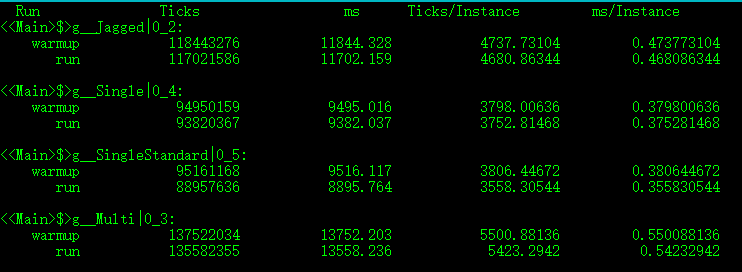 Run Ticks ms Ticks/Instance ms/Instance
<<Main>$>g__Jagged|0_2:
warmup 118443276 11844.328 4737.73104 0.473773104
run 117021586 11702.159 4680.86344 0.468086344
<<Main>$>g__Single|0_4:
warmup 94950159 9495.016 3798.00636 0.379800636
run 93820367 9382.037 3752.81468 0.375281468
<<Main>$>g__SingleStandard|0_5:
warmup 95161168 9516.117 3806.44672 0.380644672
run 88957636 8895.764 3558.30544 0.355830544
<<Main>$>g__Multi|0_3:
warmup 137522034 13752.203 5500.88136 0.550088136
run 135582355 13558.236 5423.2942 0.54232942